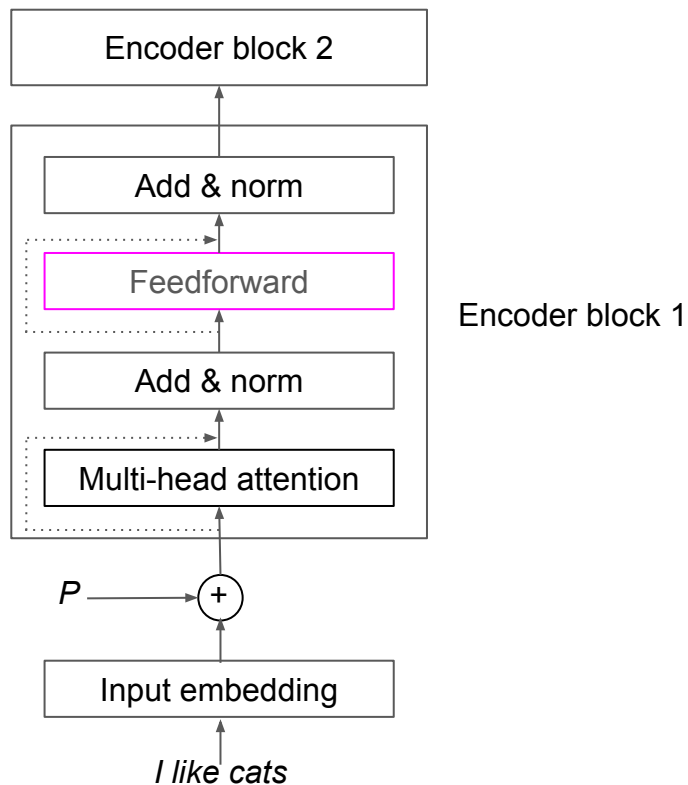 Encoder block 2
Add & norm
Feedforward
Encoder block 1
Add & norm
Multi-head attention
P
+
Input embedding
I like cats